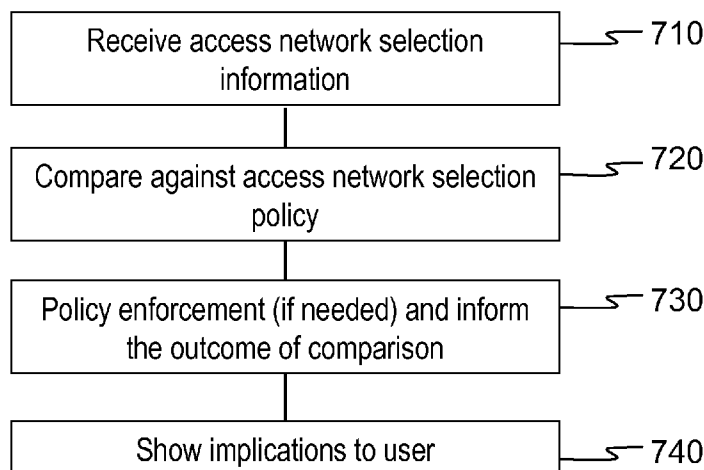 Receive access network selection
information
710
Compare against access network selection
policy
720
Policy enforcement (if needed) and inform
the outcome of comparison
730
Show implications to user
740